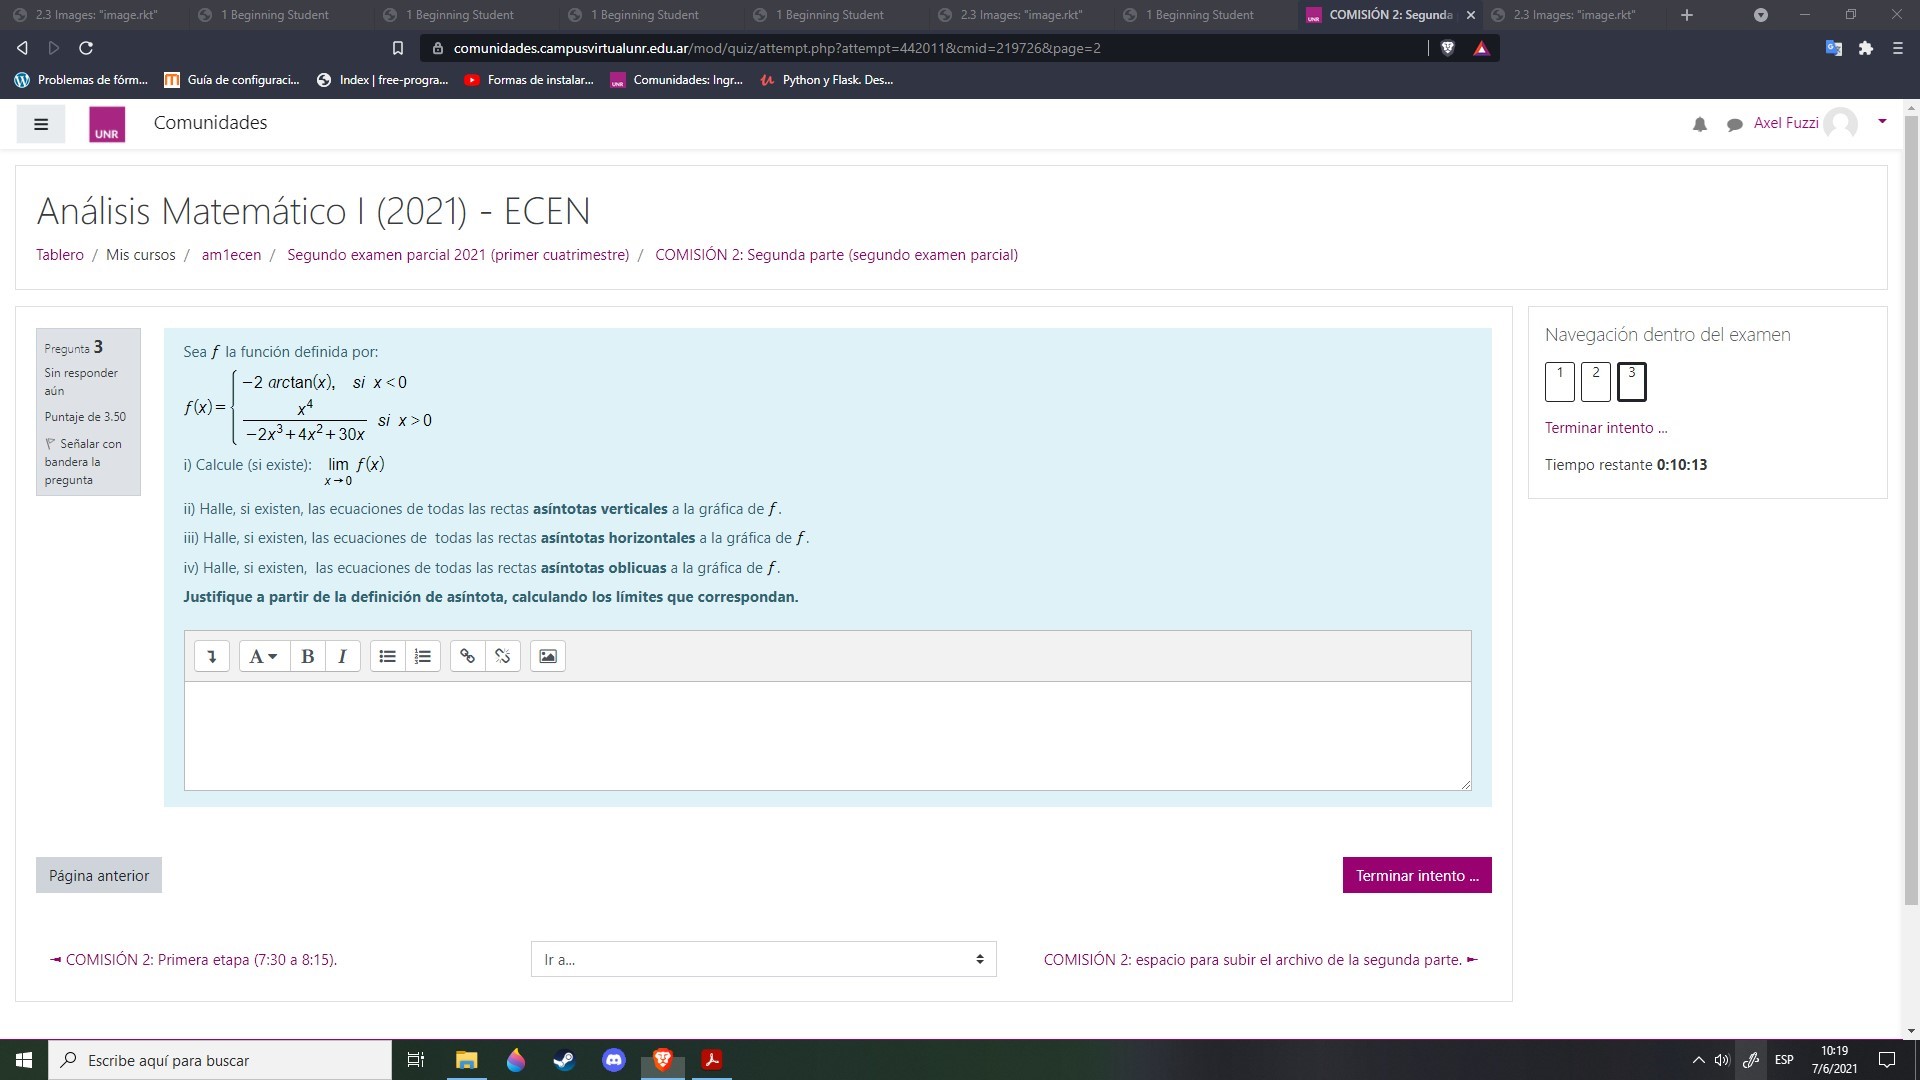 2.3 Images: "image.rkt"
1 Beginning Student
1 Beginning Student
1 Beginning Student
1 Beginning Student
2.3 Images: "image.rkt"
1 Beginning Student
COMISIÓN 2: Segunda
2.3 Images: "image.rkt"
comunidades.campusvirtualunr.edu.ar/mod/quiz/attempt.php?attempt=442011&cmid=219726&page=2
Problemas de fórm...
Guía de configuraci...
Index | free-progra...
Formas de instalar...
Comunidades: Ingr...
Python y Flask. Des...
UNR
Comunidades
Axel Fuzzi
Análisis Matemático I (2021) - ECEN
Tablero / Mis cursos / am1ecen / Segundo examen parcial 2021 (primer cuatrimestre) / COMISIÓN 2: Segunda parte (segundo examen parcial)
Pregunta 3
Sin responder
aún
Puntaje de 3.50
Señalar con
bandera la
pregunta
Sea f la función definida por:
f(x) = { −2 arctan(x), si x < 0
x^4 / (−2x^3 + 4x^2 + 30x) si x > 0
i) Calcule (si existe): lim f(x)
x→0
ii) Halle, si existen, las ecuaciones de todas las rectas asíntotas verticales a la gráfica de f.
iii) Halle, si existen, las ecuaciones de todas las rectas asíntotas horizontales a la gráfica de f.
iv) Halle, si existen, las ecuaciones de todas las rectas asíntotas oblicuas a la gráfica de f.
Justifique a partir de la definición de asíntota, calculando los límites que correspondan.
A B I
Página anterior
Terminar intento ...
◄ COMISIÓN 2: Primera etapa (7:30 a 8:15).
Ir a...
COMISIÓN 2: espacio para subir el archivo de la segunda parte. ►
Navegación dentro del examen
1 2 3
Terminar intento ...
Tiempo restante 0:10:13
Escribe aquí para buscar
ESP
10:19
7/6/2021